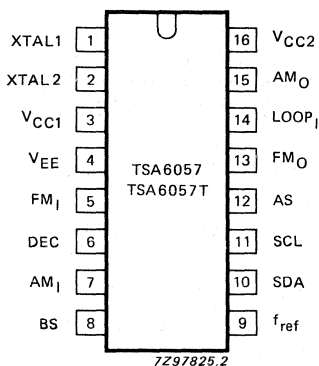 XTAL1 1 16 VCC2
XTAL2 2 15 AMO
VCC1 3 14 LOOPI
VEE 4 13 FMO
TSA6057
TSA6057T
FMI 5 12 AS
DEC 6 11 SCL
AMI 7 10 SDA
BS 8 9 fref
7Z97825.2